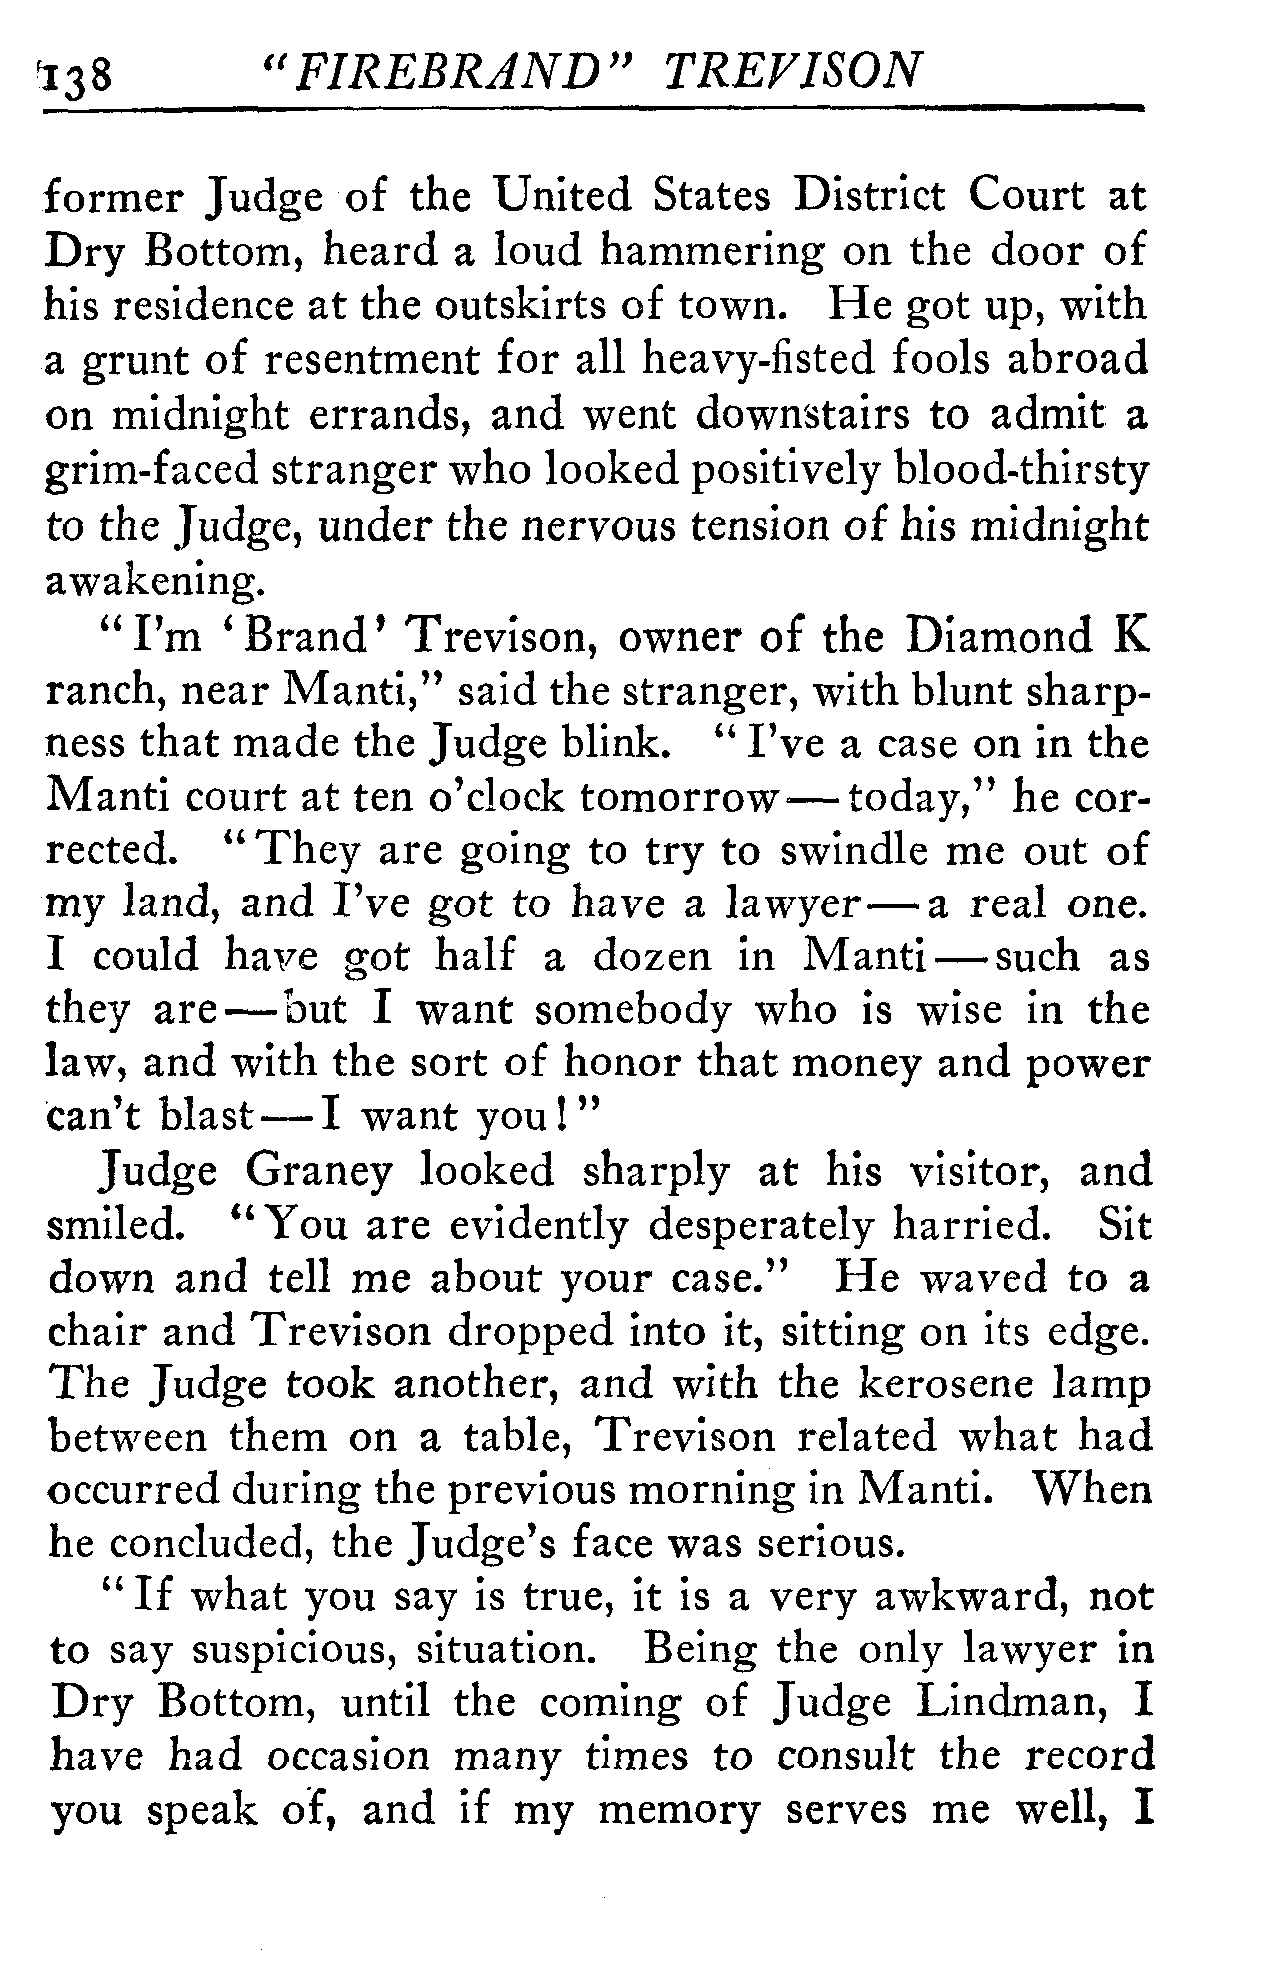 138 "FIREBRAND" TREVISON
former Judge of the United States District Court at
Dry Bottom, heard a loud hammering on the door of
his residence at the outskirts of town. He got up, with
a grunt of resentment for all heavy-fisted fools abroad
on midnight errands, and went downstairs to admit a
grim-faced stranger who looked positively blood-thirsty
to the Judge, under the nervous tension of his midnight
awakening.
"I'm 'Brand' Trevison, owner of the Diamond K
ranch, near Manti," said the stranger, with blunt sharp-
ness that made the Judge blink. "I've a case on in the
Manti court at ten o'clock tomorrow—today," he cor-
rected. "They are going to try to swindle me out of
my land, and I've got to have a lawyer—a real one.
I could have got half a dozen in Manti—such as
they are—but I want somebody who is wise in the
law, and with the sort of honor that money and power
can't blast—I want you!"
Judge Graney looked sharply at his visitor, and
smiled. "You are evidently desperately harried. Sit
down and tell me about your case." He waved to a
chair and Trevison dropped into it, sitting on its edge.
The Judge took another, and with the kerosene lamp
between them on a table, Trevison related what had
occurred during the previous morning in Manti. When
he concluded, the Judge's face was serious.
"If what you say is true, it is a very awkward, not
to say suspicious, situation. Being the only lawyer in
Dry Bottom, until the coming of Judge Lindman, I
have had occasion many times to consult the record
you speak of, and if my memory serves me well, I